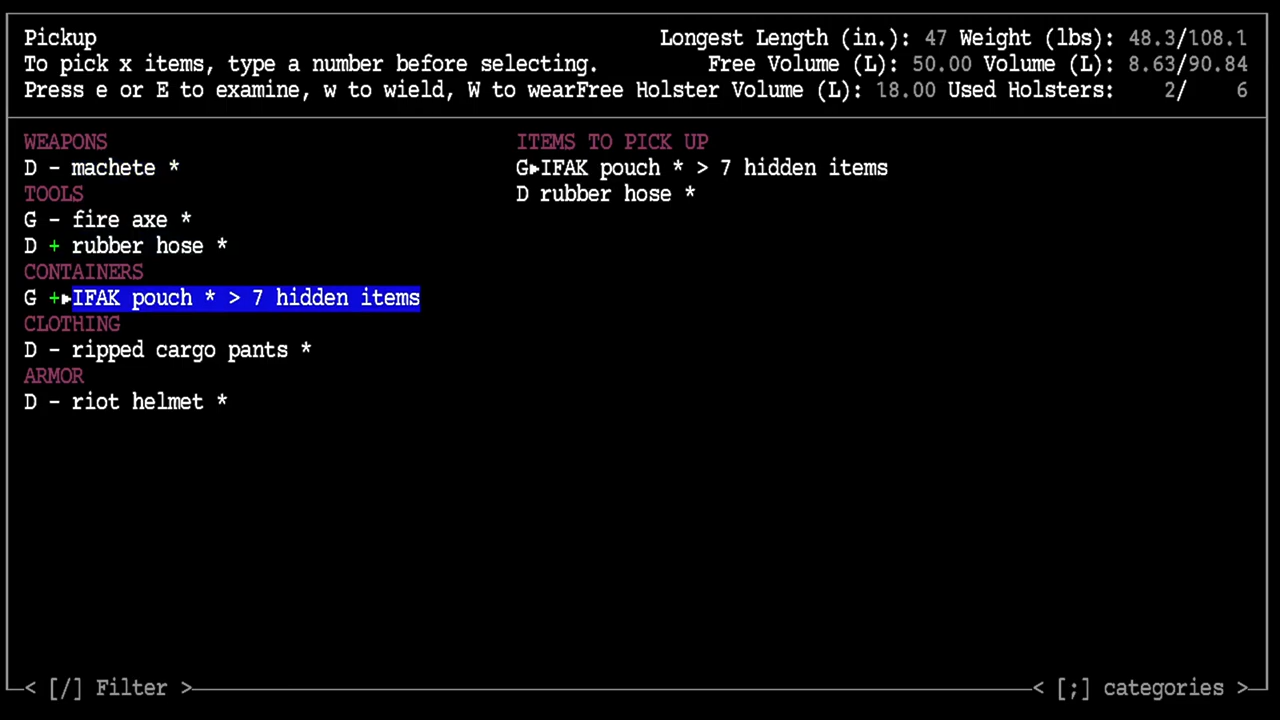 Pickup Longest Length (in.): 47 Weight (lbs): 48.3/108.1
To pick x items, type a number before selecting. Free Volume (L): 50.00 Volume (L): 8.63/90.84
Press e or E to examine, w to wield, W to wearFree Holster Volume (L): 18.00 Used Holsters: 2/ 6
WEAPONS
D - machete *
TOOLS
G - fire axe *
D + rubber hose *
CONTAINERS
G +▸IFAK pouch * > 7 hidden items
CLOTHING
D - ripped cargo pants *
ARMOR
D - riot helmet *
ITEMS TO PICK UP
G▸IFAK pouch * > 7 hidden items
D rubber hose *
< [/] Filter >
< [;] categories >